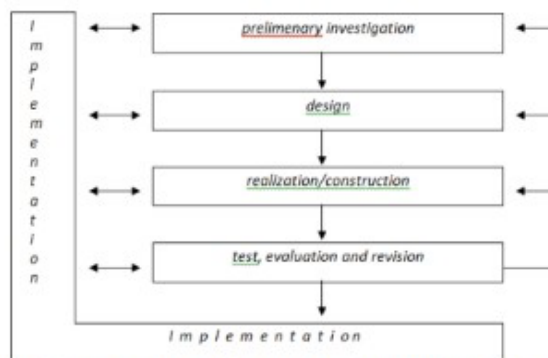 Implementation
prelimenary investigation
design
realization/construction
test, evaluation and revision
Implementation